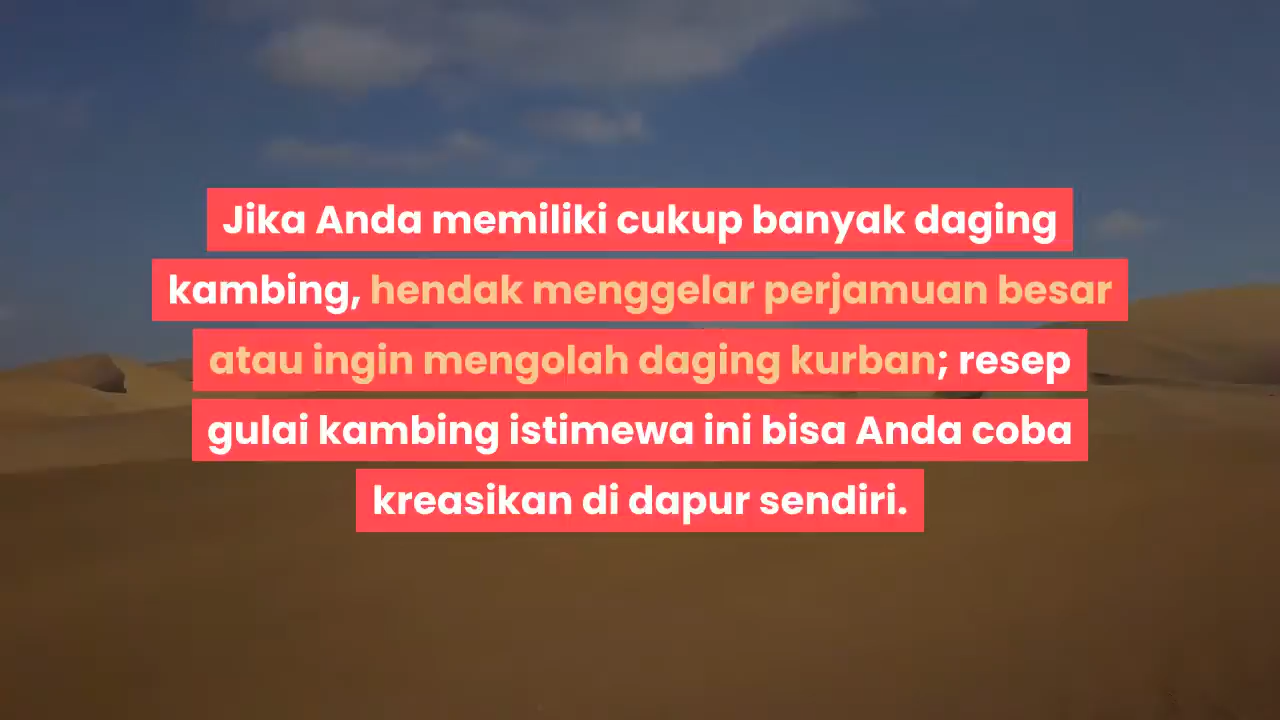 Jika Anda memiliki cukup banyak daging
kambing, hendak menggelar perjamuan besar
atau ingin mengolah daging kurban; resep
gulai kambing istimewa ini bisa Anda coba
kreasikan di dapur sendiri.